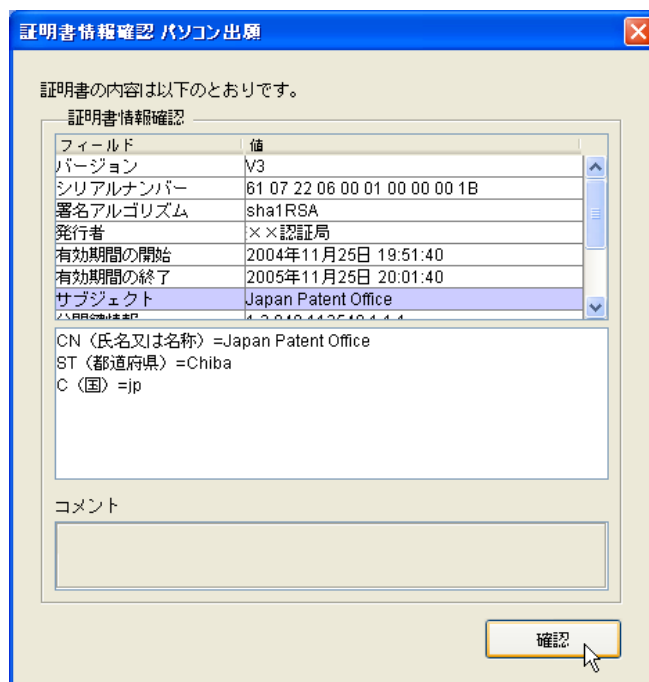 証明書情報確認 パソコン出願
証明書の内容は以下のとおりです。
証明書情報確認
フィールド 値
バージョン V3
シリアルナンバー 61 07 22 06 00 01 00 00 00 1B
署名アルゴリズム sha1RSA
発行者 ××認証局
有効期間の開始 2004年11月25日 19:51:40
有効期間の終了 2005年11月25日 20:01:40
サブジェクト Japan Patent Office
CN（氏名又は名称）=Japan Patent Office
ST（都道府県）=Chiba
C（国）=jp
コメント
確認